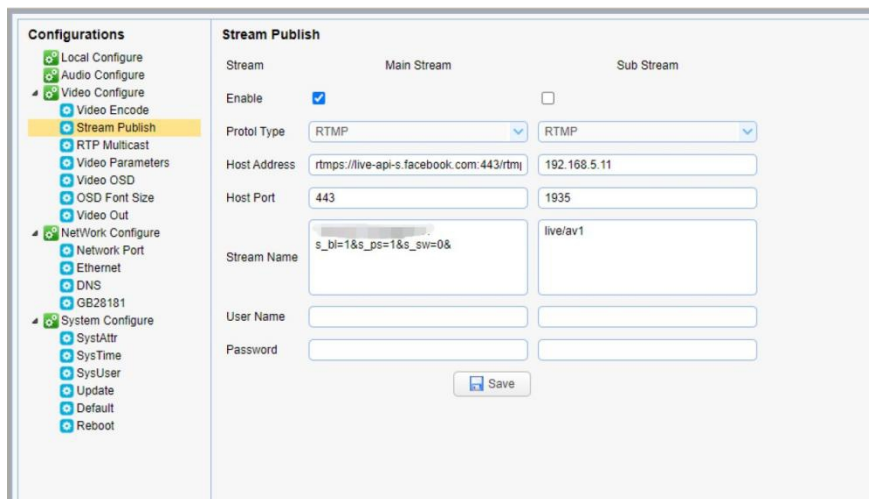 Configurations
Local Configure
Audio Configure
Video Configure
Video Encode
Stream Publish
RTP Multicast
Video Parameters
Video OSD
OSD Font Size
Video Out
NetWork Configure
Network Port
Ethernet
DNS
GB28181
System Configure
SystAttr
SysTime
SysUser
Update
Default
Reboot
Stream Publish
Stream Main Stream Sub Stream
Enable
Protol Type RTMP RTMP
Host Address rtmps://live-api-s.facebook.com:443/rtm 192.168.5.11
Host Port 443 1935
Stream Name s_bl=1&s_ps=1&s_sw=0& live/av1
User Name
Password
Save